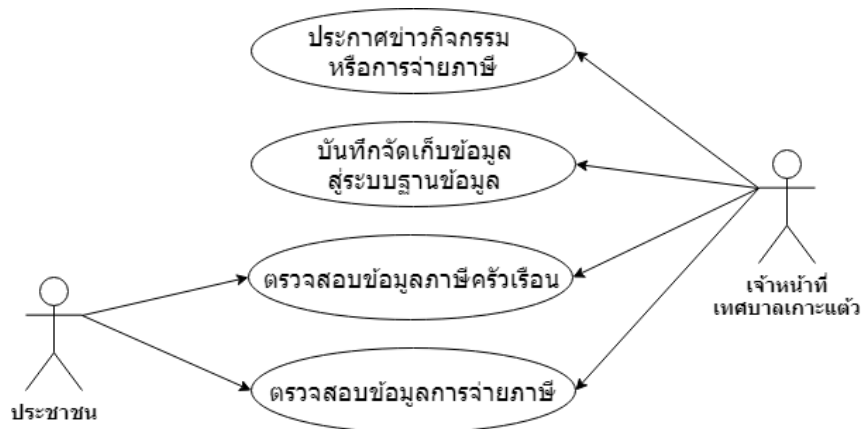 ประกาศข่าวกิจกรรม
หรือการจ่ายภาษี
บันทึกจัดเก็บข้อมูล
สู่ระบบฐานข้อมูล
ตรวจสอบข้อมูลภาษีครัวเรือน
เจ้าหน้าที่
เทศบาลเกาะแต้ว
ตรวจสอบข้อมูลการจ่ายภาษี
ประชาชน